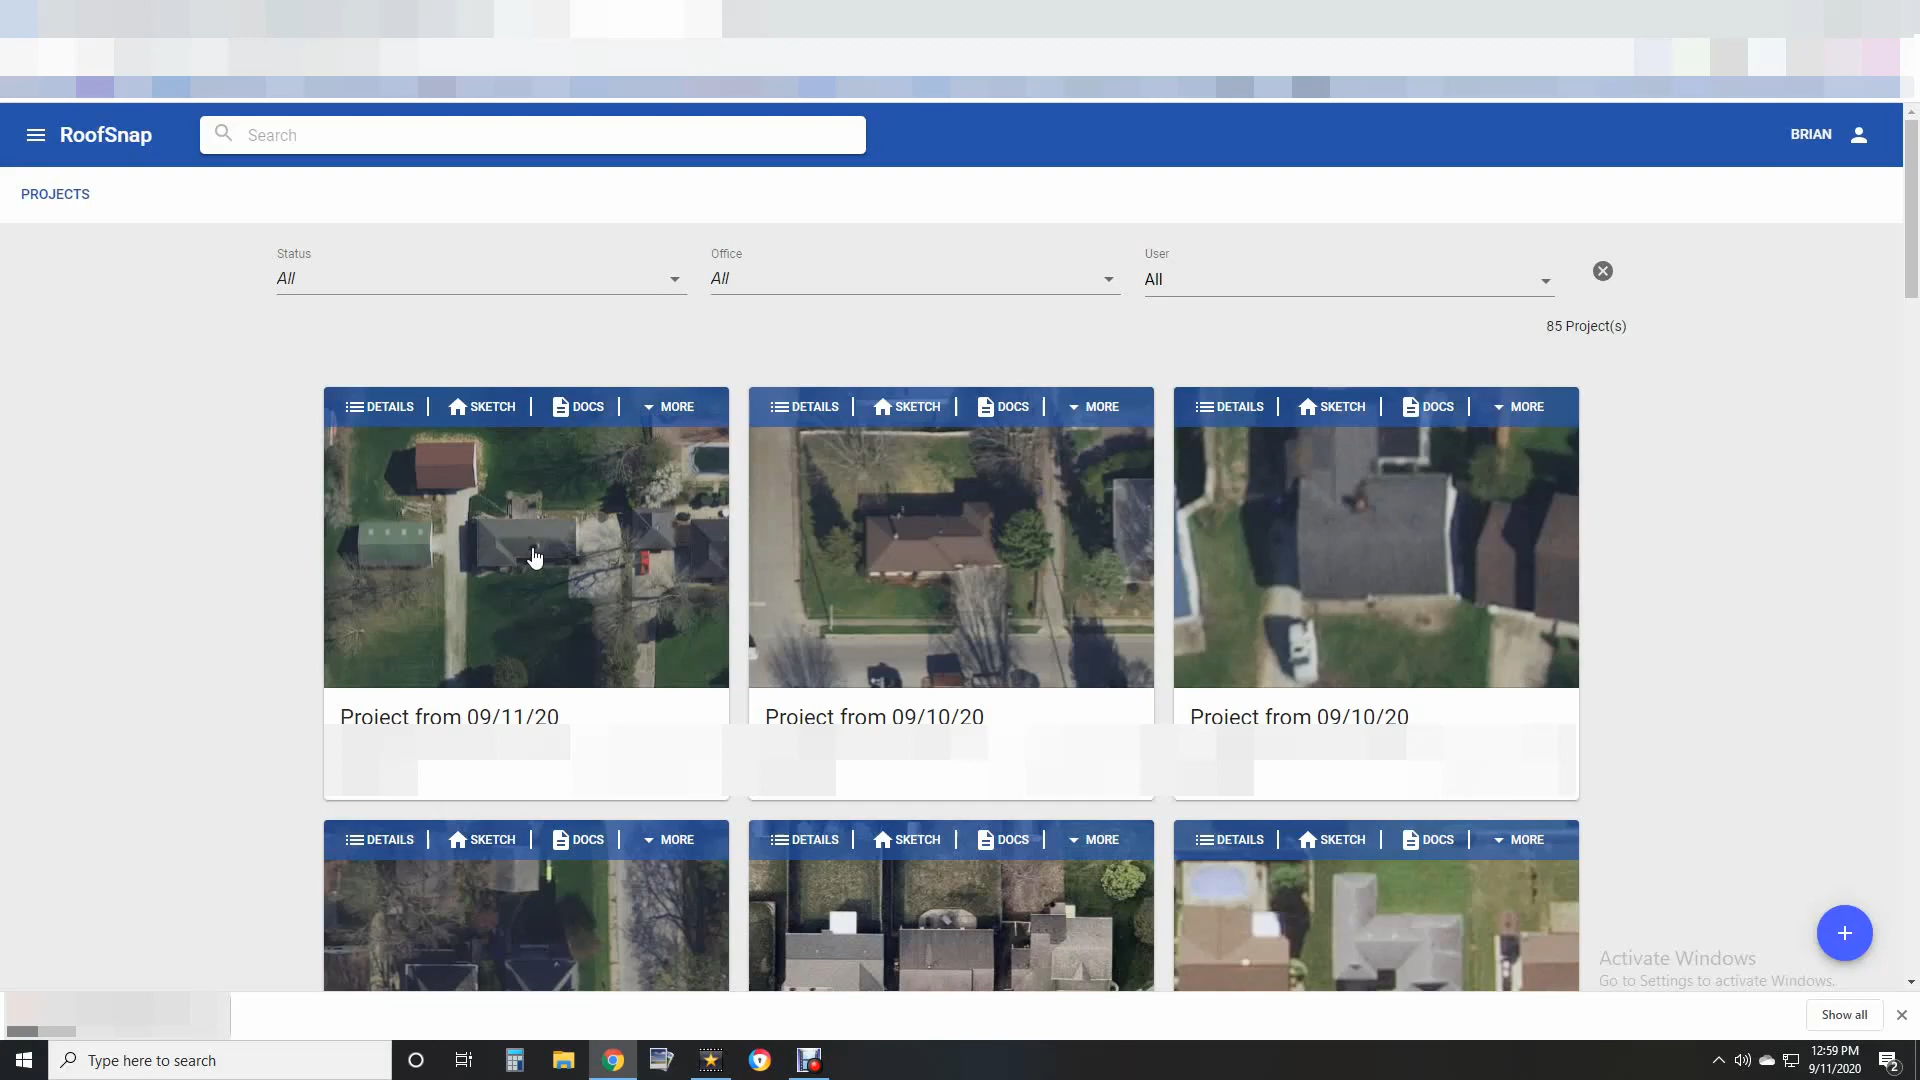 RoofSnap
Search
BRIAN
PROJECTS
Status
All
Office
All
User
All
85 Project(s)
DETAILS SKETCH DOCS MORE
DETAILS SKETCH DOCS MORE
DETAILS SKETCH DOCS MORE
Project from 09/11/20
Project from 09/10/20
Project from 09/10/20
DETAILS SKETCH DOCS MORE
DETAILS SKETCH DOCS MORE
DETAILS SKETCH DOCS MORE
Activate Windows
Go to Settings to activate Windows.
Show all
Type here to search
12:59 PM
9/11/2020
2